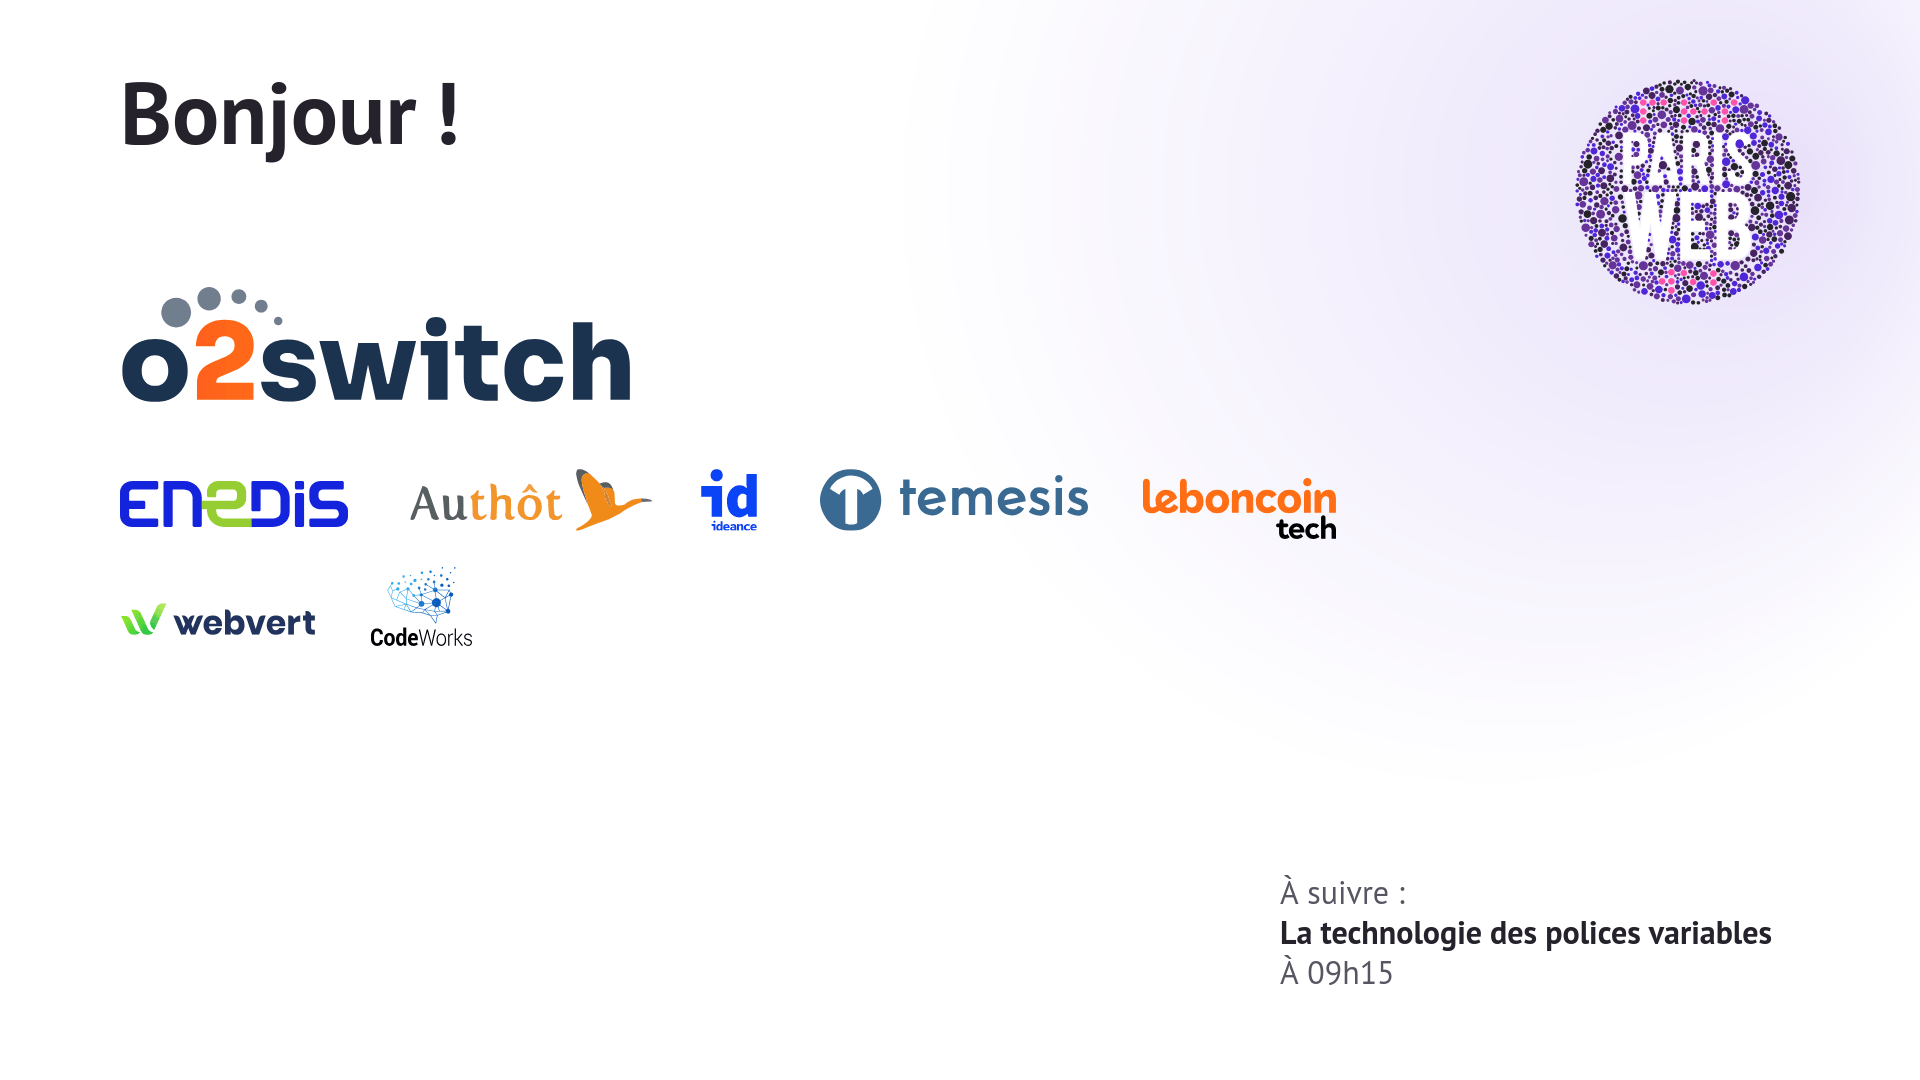 Bonjour !
PARIS
WEB
o2switch
ENEDIS
Authôt
id
ideance
temesis
leboncoin
tech
webvert
CodeWorks
À suivre :
La technologie des polices variables
À 09h15